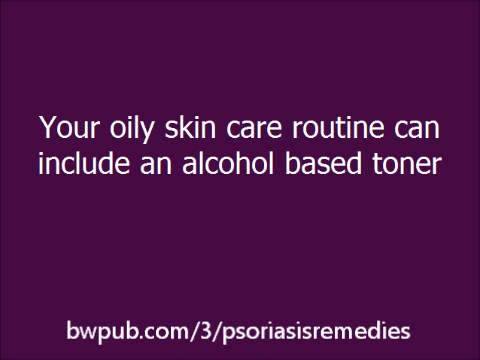 Your oily skin care routine can
include an alcohol based toner
bwpub.com/3/psoriasisremedies